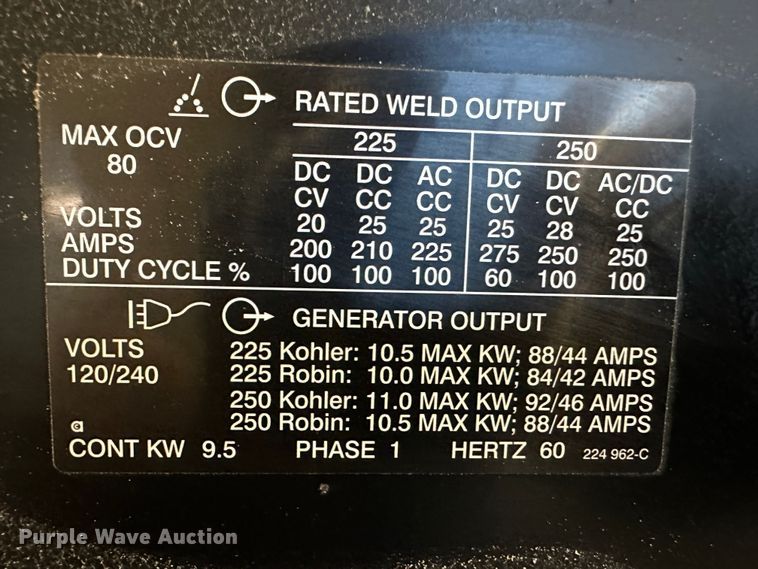 RATED WELD OUTPUT
MAX OCV 225 250
80 DC DC AC DC DC AC/DC
CV CC CC CV CV CC
VOLTS 20 25 25 25 28 25
AMPS 200 210 225 275 250 250
DUTY CYCLE % 100 100 100 60 100 100
GENERATOR OUTPUT
VOLTS 225 Kohler: 10.5 MAX KW; 88/44 AMPS
120/240 225 Robin: 10.0 MAX KW; 84/42 AMPS
250 Kohler: 11.0 MAX KW; 92/46 AMPS
250 Robin: 10.5 MAX KW; 88/44 AMPS
CONT KW 9.5 PHASE 1 HERTZ 60 224 962-C
Purple Wave Auction